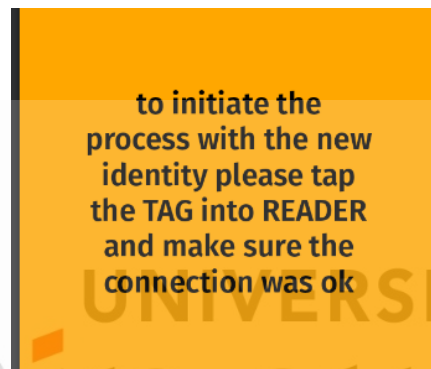 to initiate the
process with the new
identity please tap
the TAG into READER
and make sure the
connection was ok
UNIVERSI